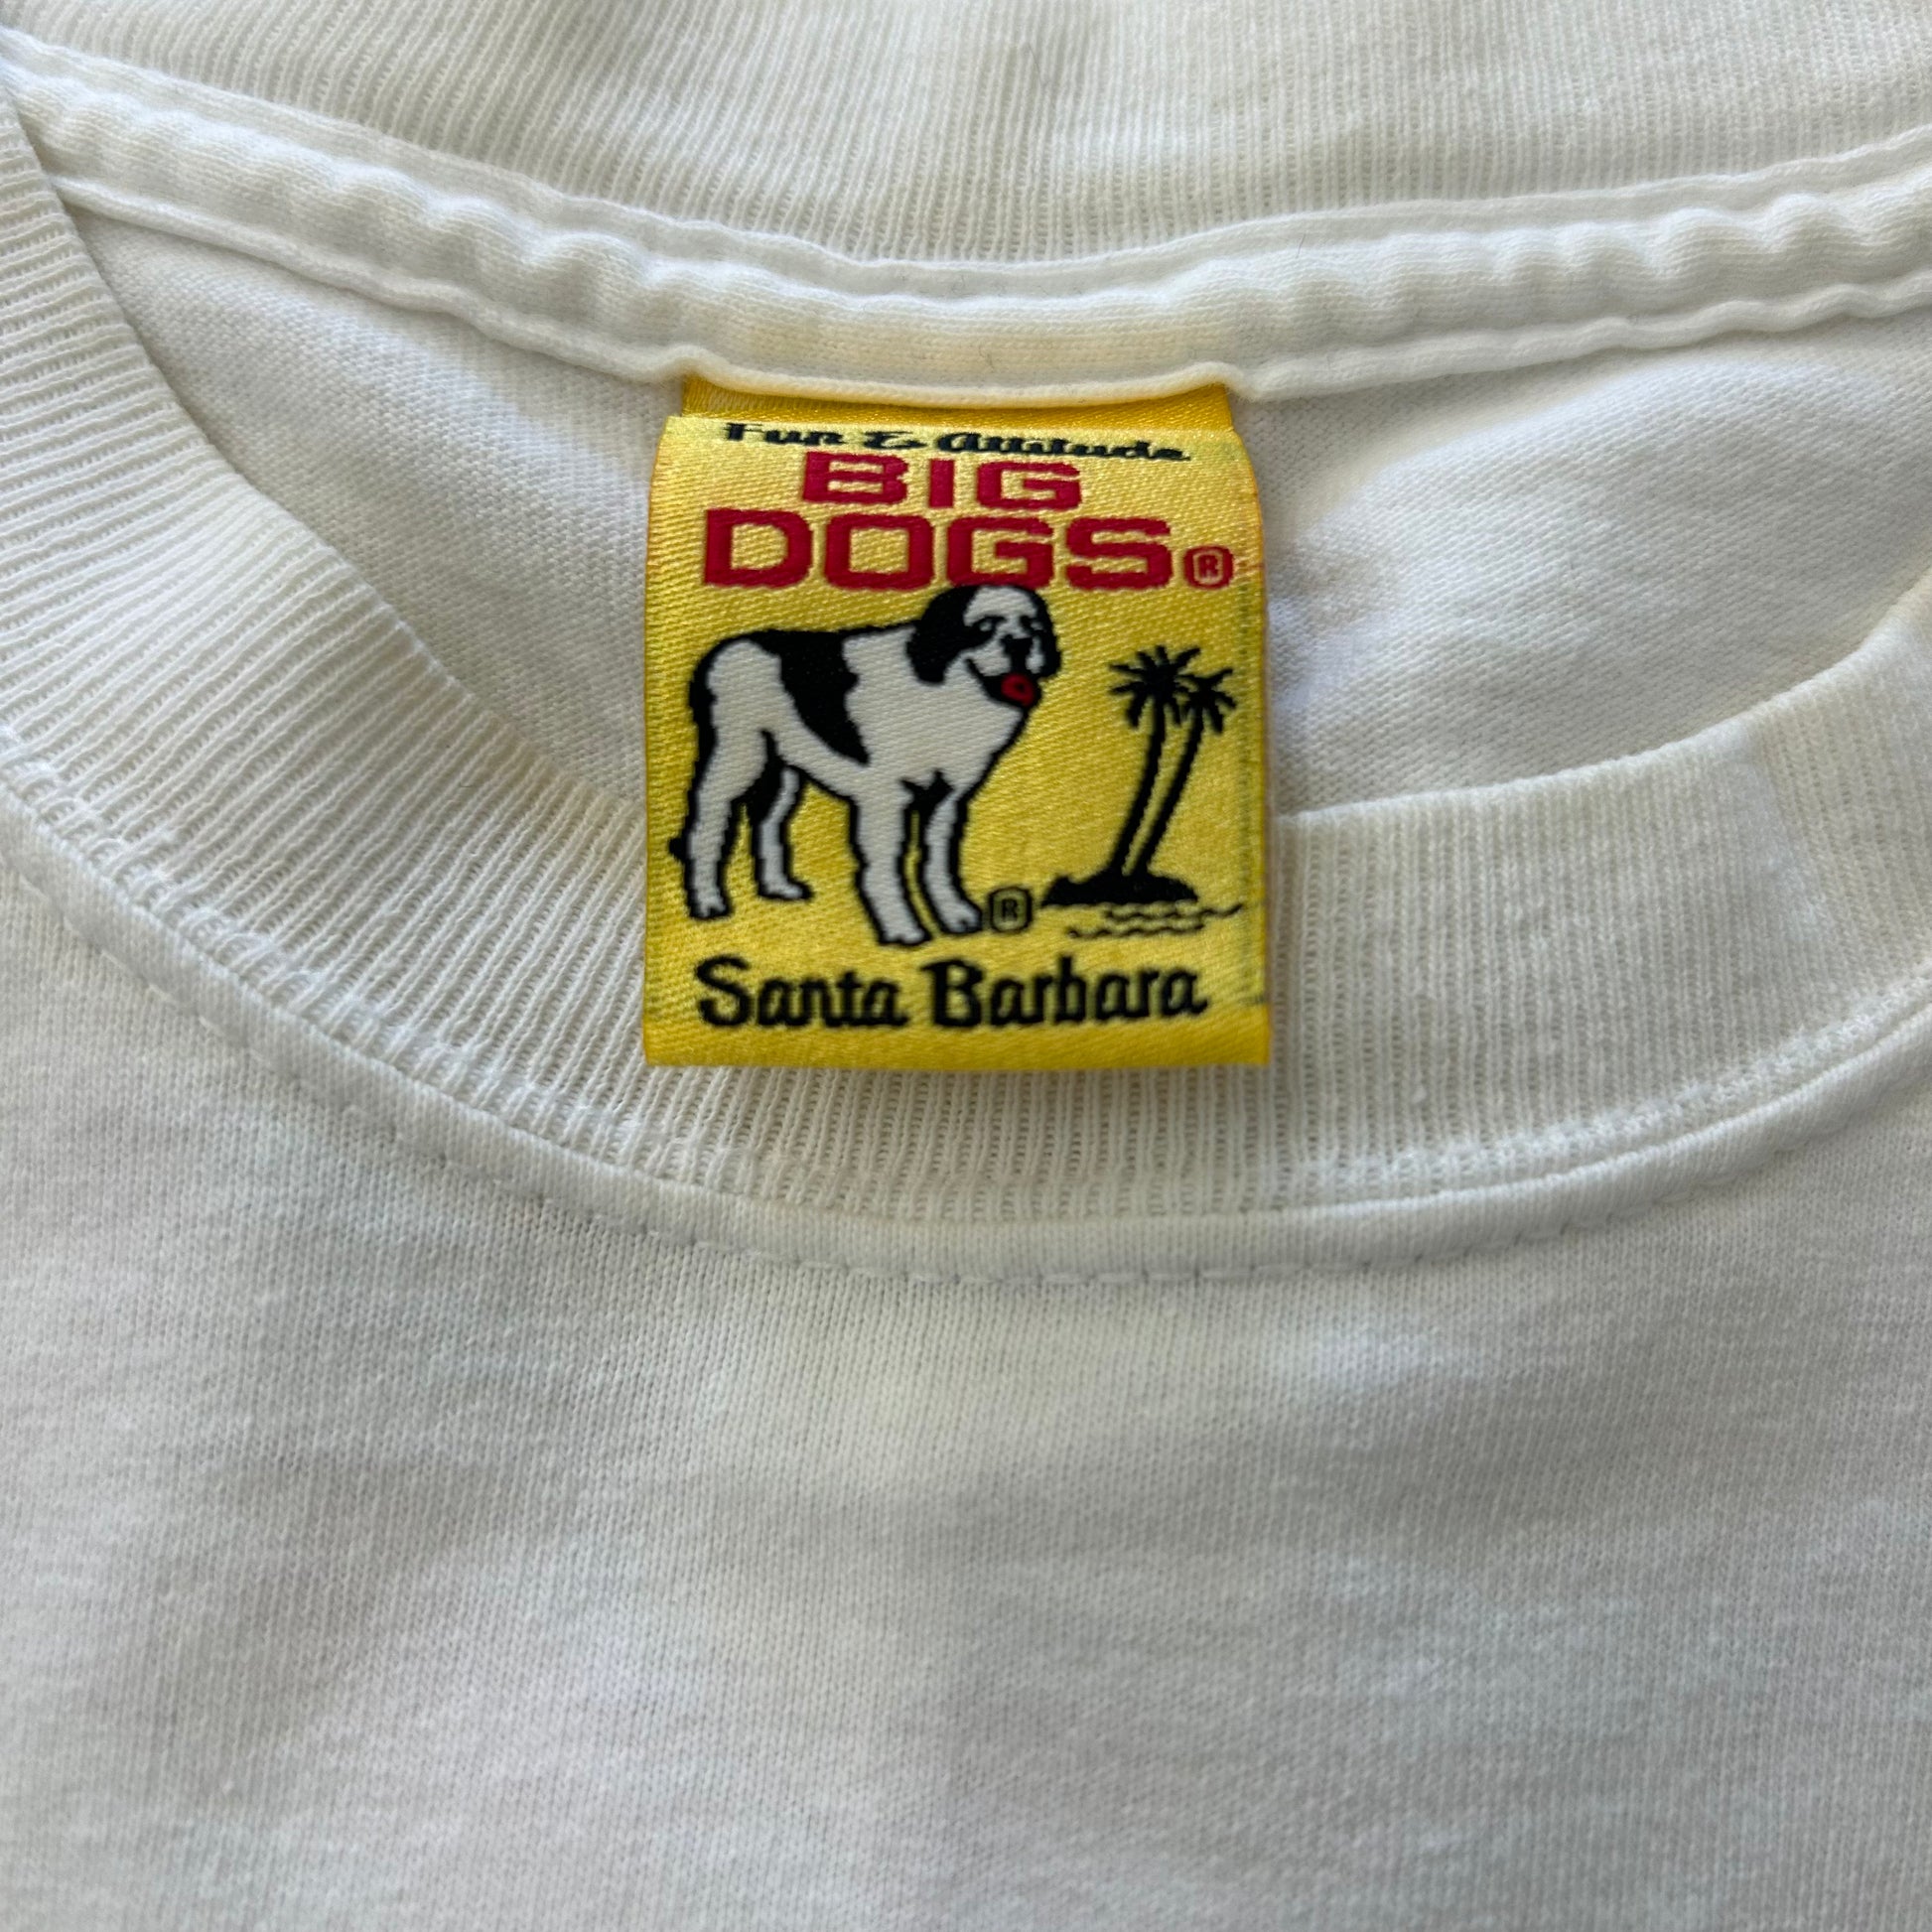 Fun & Attitude
BIG
DOGS®
®
Santa Barbara